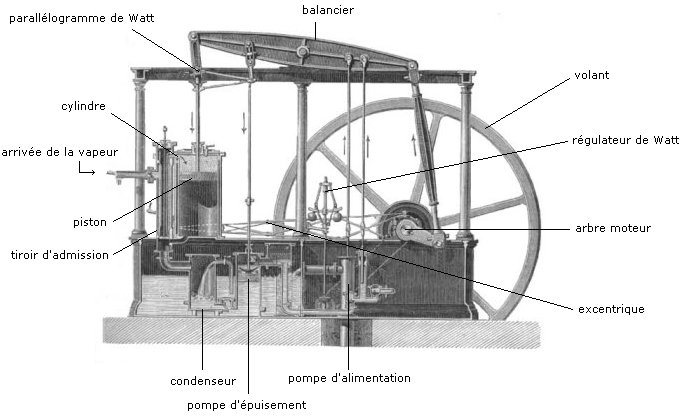 balancier
parallélogramme de Watt
volant
cylindre
régulateur de Watt
arrivée de la vapeur
piston
arbre moteur
tiroir d'admission
excentrique
condenseur
pompe d'alimentation
pompe d'épuisement